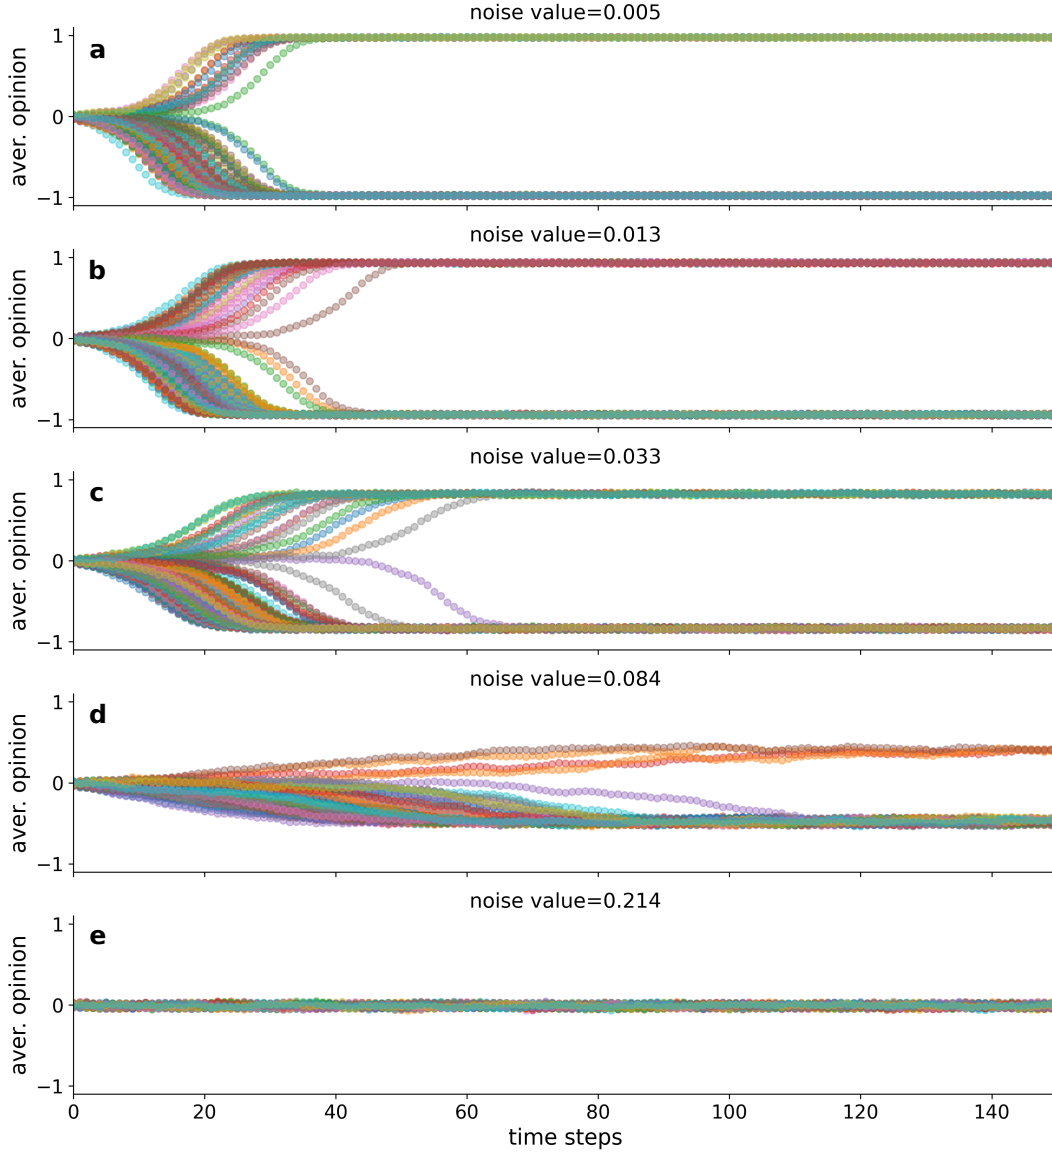 noise value=0.005
a
1
0
−1
aver. opinion
noise value=0.013
b
1
0
−1
aver. opinion
noise value=0.033
c
1
0
−1
aver. opinion
noise value=0.084
d
1
0
−1
aver. opinion
noise value=0.214
e
1
0
−1
aver. opinion
0 20 40 60 80 100 120 140
time steps